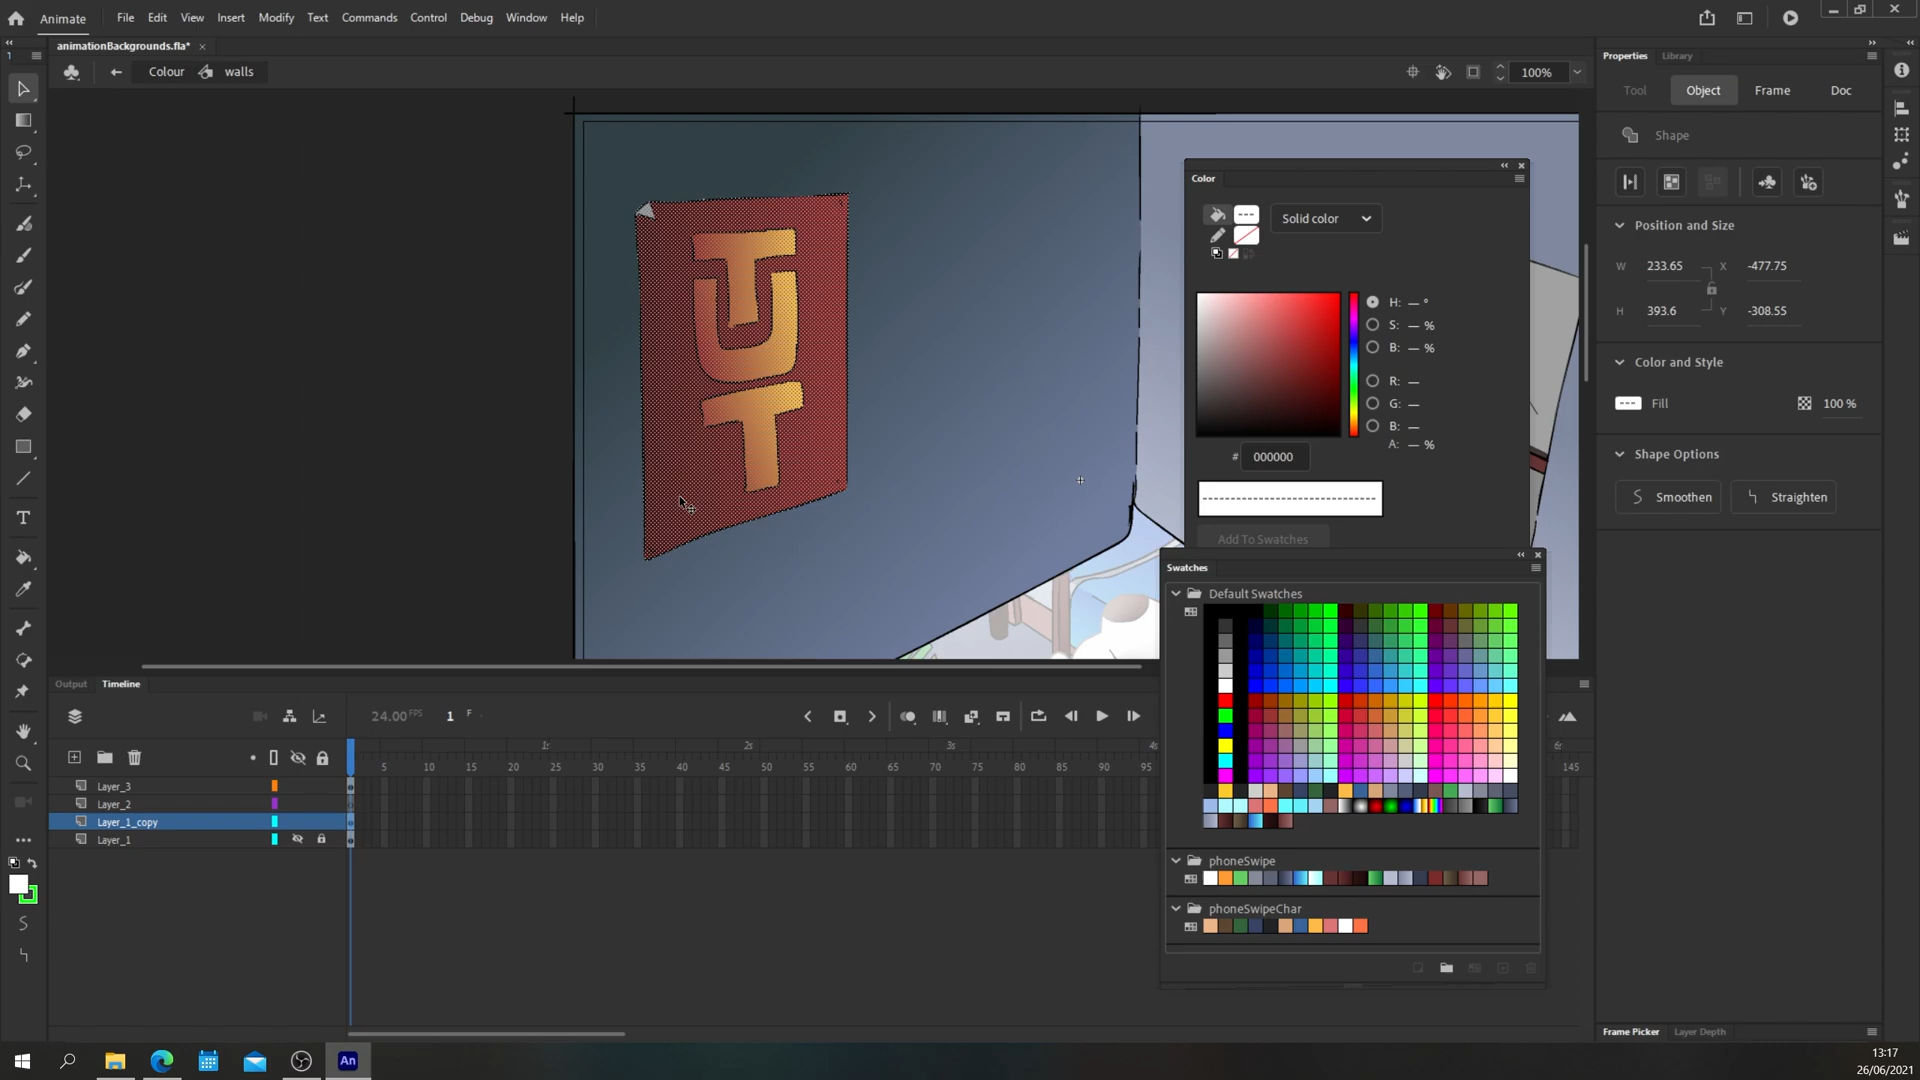 Animate File Edit View Insert Modify Text Commands Control Debug Window Help
animationBackgrounds.fla*
Colour walls 100%
TUT
Properties Library
Tool Object Frame Doc
Shape
Position and Size
W 233.65 X -477.75
H 393.6 Y -308.55
Color and Style
Fill 100 %
Shape Options
Smoothen Straighten
Color
Solid color
H: — °
S: — %
B: — %
R: —
G: —
B: —
A: — %
# 000000
Add To Swatches
Swatches
Default Swatches
phoneSwipe
phoneSwipeChar
Output Timeline
24.00 FPS 1 F
1s 2s 3s 4s 6s
5 10 15 20 25 30 35 40 45 50 55 60 65 70 75 80 85 90 95 145
Layer_3
Layer_2
Layer_1_copy
Layer_1
Frame Picker Layer Depth
An
13:17
26/06/2021